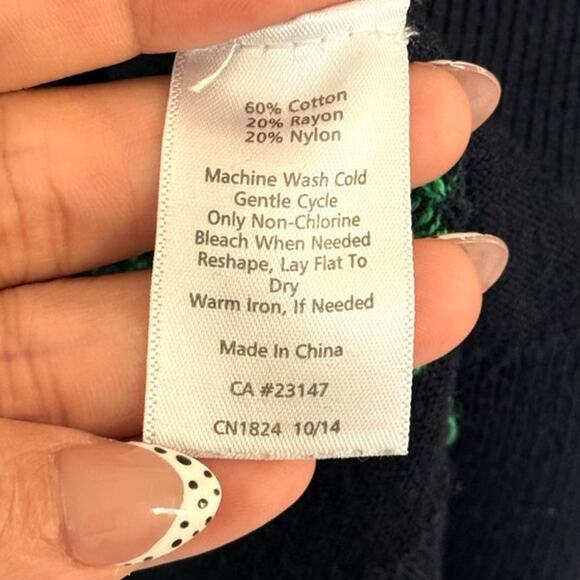 60% Cotton
20% Rayon
20% Nylon
Machine Wash Cold
Gentle Cycle
Only Non-Chlorine
Bleach When Needed
Reshape, Lay Flat To
Dry
Warm Iron, If Needed
Made In China
CA #23147
CN1824 10/14